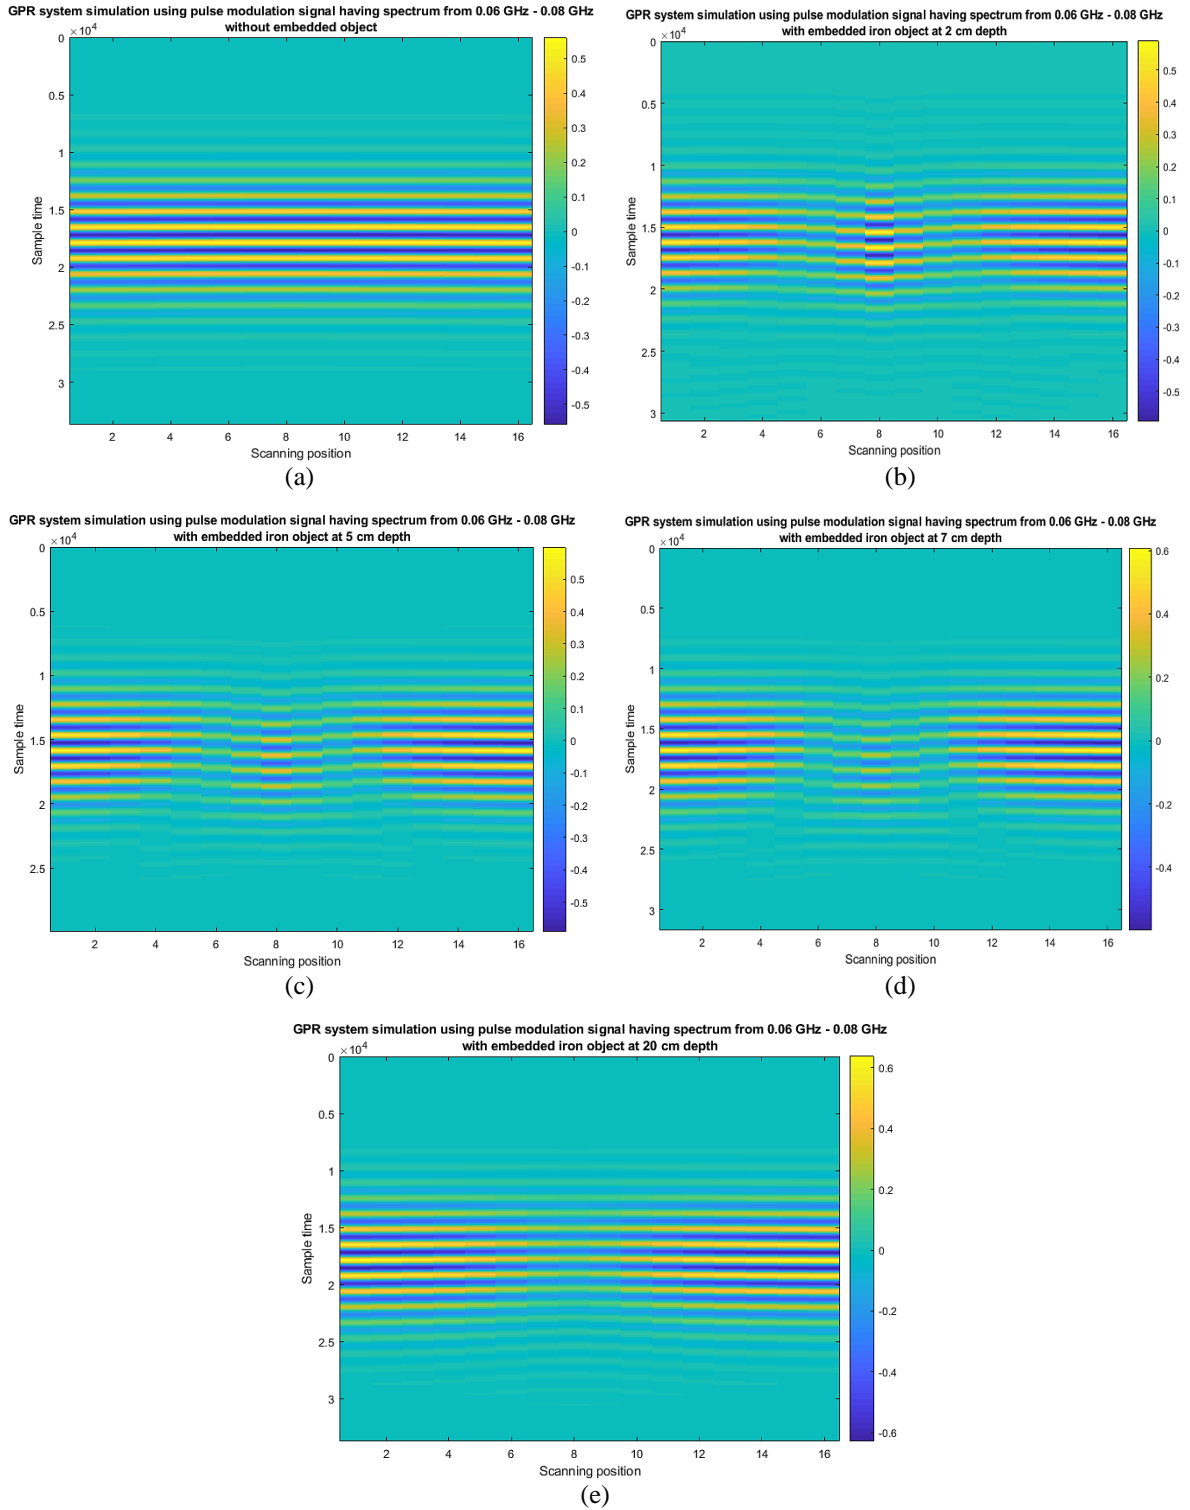 GPR system simulation using pulse modulation signal having spectrum from 0.06 GHz - 0.08 GHz
without embedded object
×10⁴
0
0.5
1
1.5
2
2.5
3
Sample time
2 4 6 8 10 12 14 16
Scanning position
0.5
0.4
0.3
0.2
0.1
0
-0.1
-0.2
-0.3
-0.4
-0.5
(a)
GPR system simulation using pulse modulation signal having spectrum from 0.06 GHz - 0.08 GHz
with embedded iron object at 2 cm depth
×10⁴
0
0.5
1
1.5
2
2.5
3
Sample time
2 4 6 8 10 12 14 16
Scanning position
0.5
0.4
0.3
0.2
0.1
0
-0.1
-0.2
-0.3
-0.4
-0.5
(b)
GPR system simulation using pulse modulation signal having spectrum from 0.06 GHz - 0.08 GHz
with embedded iron object at 5 cm depth
×10⁴
0
0.5
1
1.5
2
2.5
Sample time
2 4 6 8 10 12 14 16
Scanning position
0.5
0.4
0.3
0.2
0.1
0
-0.1
-0.2
-0.3
-0.4
-0.5
(c)
GPR system simulation using pulse modulation signal having spectrum from 0.06 GHz - 0.08 GHz
with embedded iron object at 7 cm depth
×10⁴
0
0.5
1
1.5
2
2.5
3
Sample time
2 4 6 8 10 12 14 16
Scanning position
0.6
0.4
0.2
0
-0.2
-0.4
(d)
GPR system simulation using pulse modulation signal having spectrum from 0.06 GHz - 0.08 GHz
with embedded iron object at 20 cm depth
×10⁴
0
0.5
1
1.5
2
2.5
3
Sample time
2 4 6 8 10 12 14 16
Scanning position
0.6
0.4
0.2
0
-0.2
-0.4
-0.6
(e)